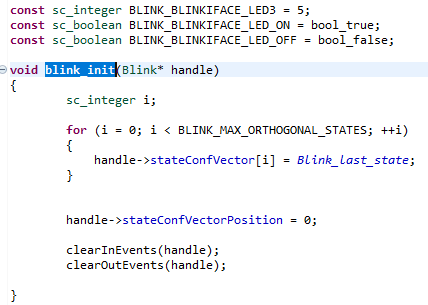 const sc_integer BLINK_BLINKIFACE_LED3 = 5;
const sc_boolean BLINK_BLINKIFACE_LED_ON = bool_true;
const sc_boolean BLINK_BLINKIFACE_LED_OFF = bool_false;
void blink_init(Blink* handle)
{
sc_integer i;
for (i = 0; i < BLINK_MAX_ORTHOGONAL_STATES; ++i)
{
handle->stateConfVector[i] = Blink_last_state;
}
handle->stateConfVectorPosition = 0;
clearInEvents(handle);
clearOutEvents(handle);
}